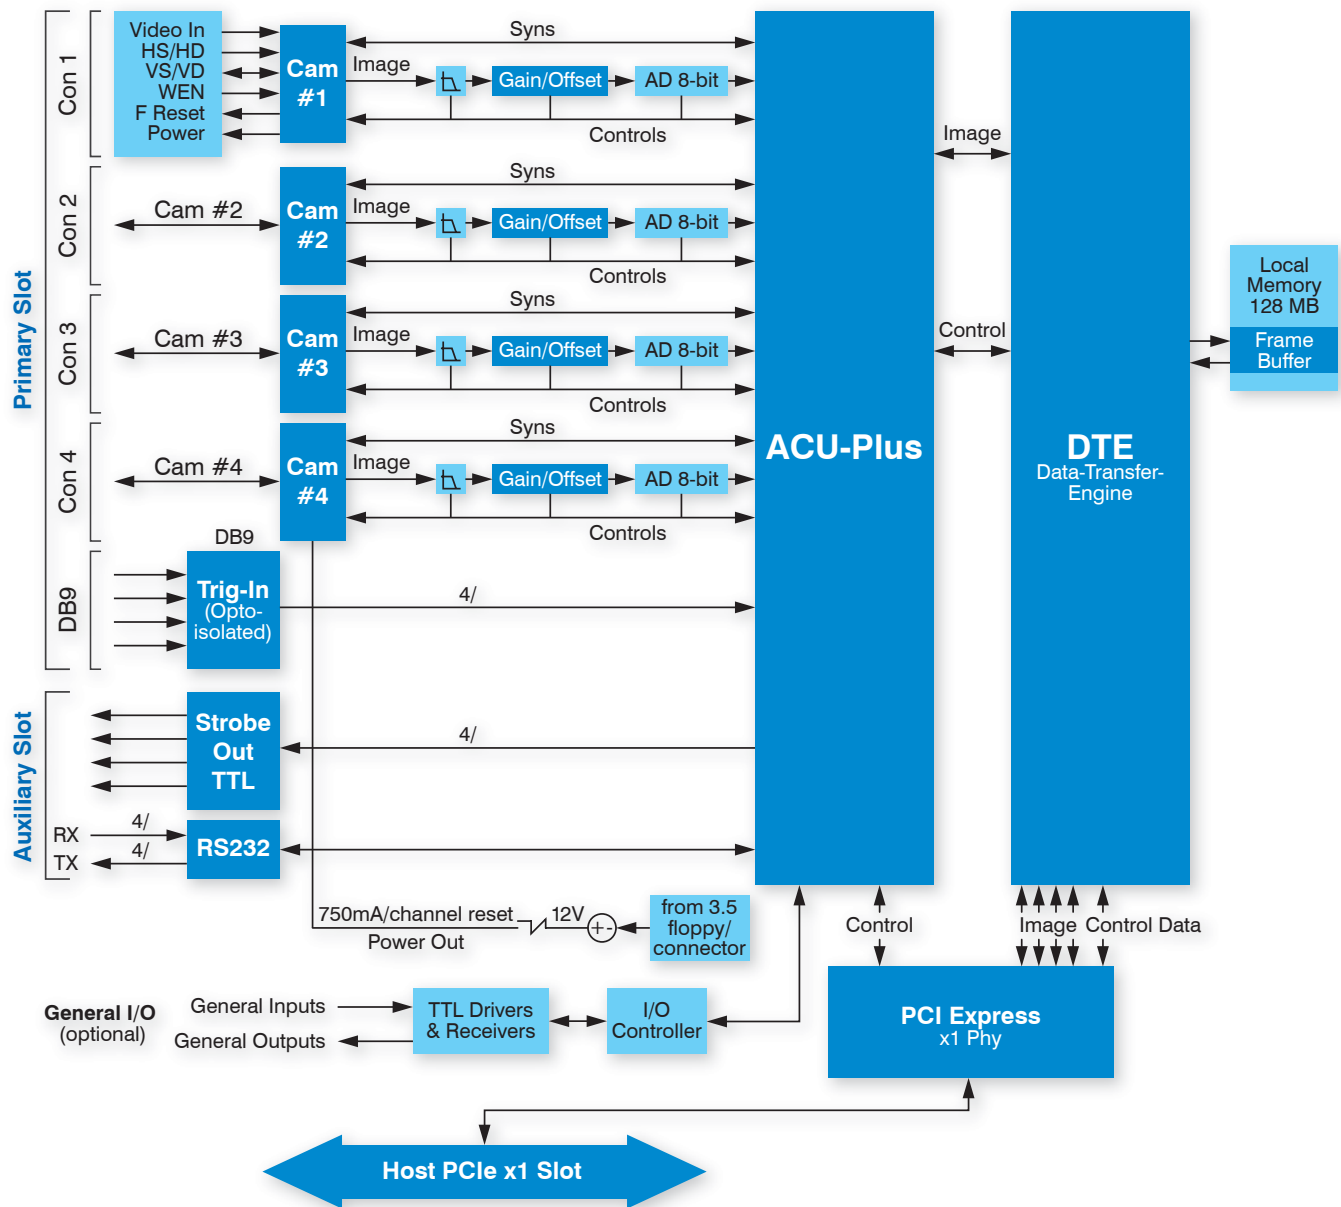 Primary Slot
Con 1
Video In
HS/HD
VS/VD
WEN
F Reset
Power
Cam
#1
Syns
Image
Gain/Offset
AD 8-bit
Controls
Con 2
Cam #2
Cam
#2
Syns
Image
Gain/Offset
AD 8-bit
Controls
Con 3
Cam #3
Cam
#3
Syns
Image
Gain/Offset
AD 8-bit
Controls
Con 4
Cam #4
Cam
#4
Syns
Image
Gain/Offset
AD 8-bit
Controls
DB9
DB9
Trig-In
(Opto-
isolated)
4/
Auxiliary Slot
Strobe
Out
TTL
4/
RX
4/
TX
4/
RS232
ACU-Plus
Image
Control
DTE
Data-Transfer-
Engine
Local
Memory
128 MB
Frame
Buffer
750mA/channel reset
Power Out
12V
+-
from 3.5
floppy/
connector
Control
Image
Control Data
General I/O
(optional)
General Inputs
General Outputs
TTL Drivers
& Receivers
I/O
Controller
PCI Express
x1 Phy
Host PCIe x1 Slot